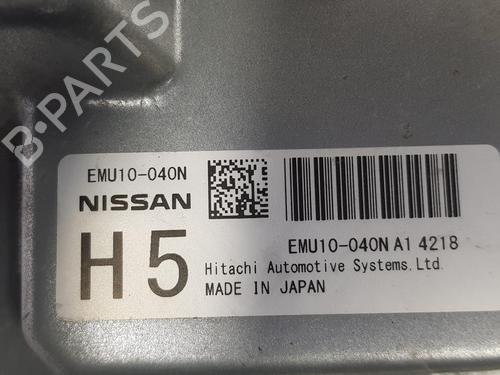 B-PARTS
EMU10-040N
NISSAN
H5
EMU10-040N A1 4218
Hitachi Automotive Systems.Ltd.
MADE IN JAPAN